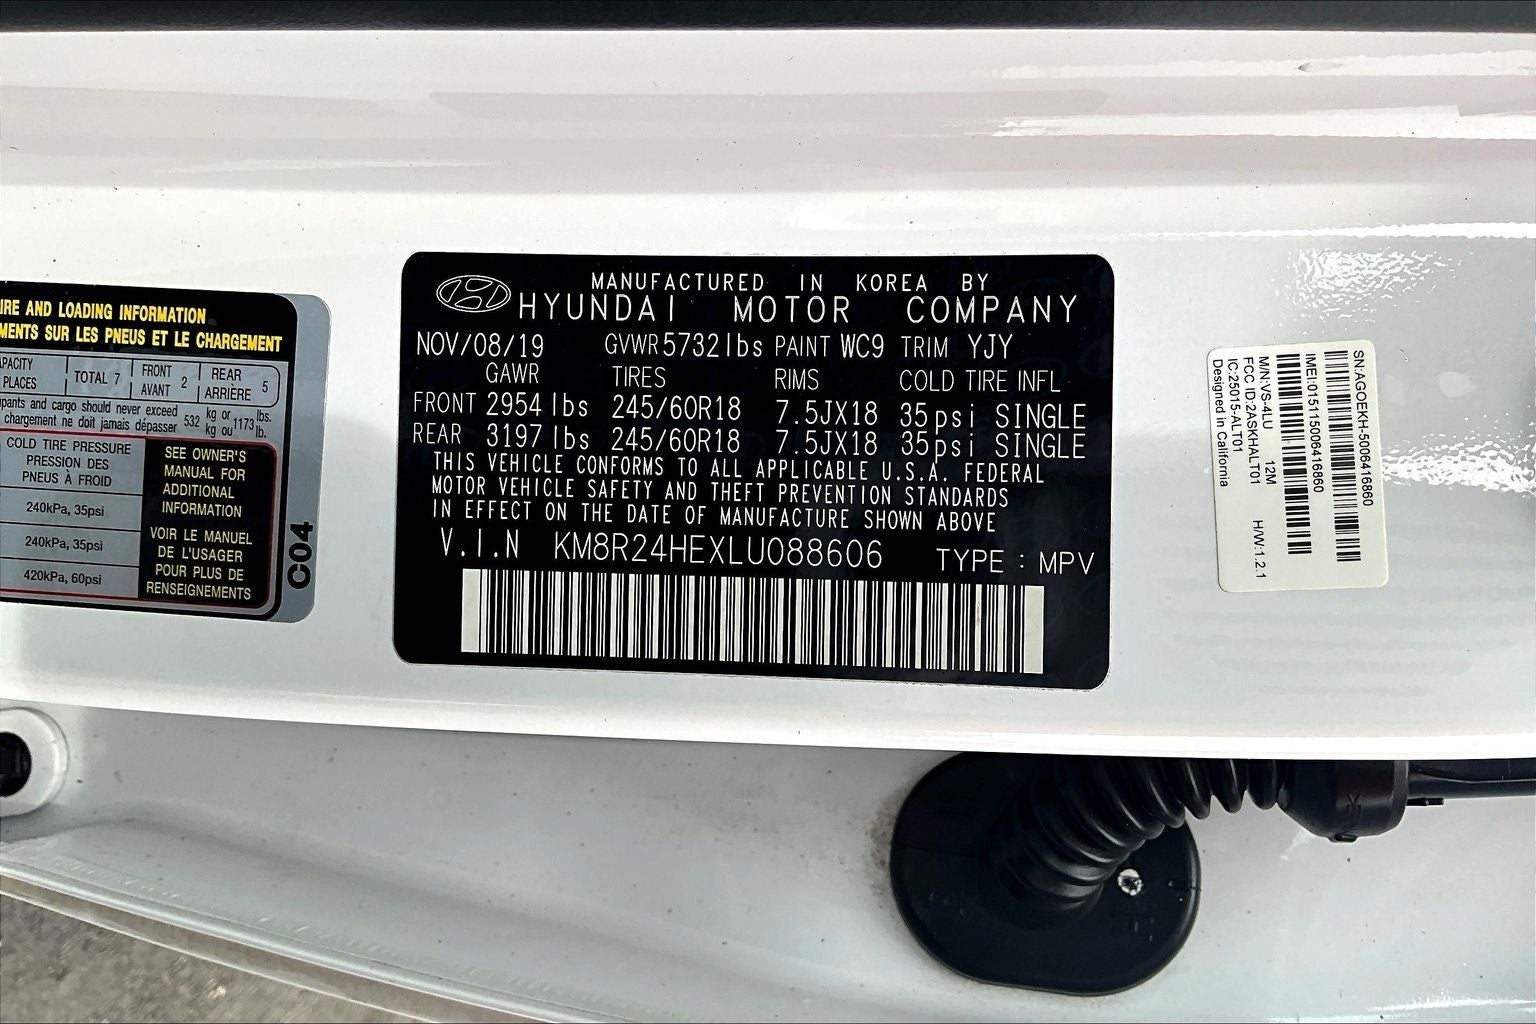 IRE AND LOADING INFORMATION
MENTS SUR LES PNEUS ET LE CHARGEMENT
PLACES
TOTAL 7
FRONT 2
AVANT
REAR 5
ARRIÈRE
and cargo should never exceed 532 kg or 1173 lbs.
chargement ne doit jamais dépasser kg ou lb.
COLD TIRE PRESSURE
PRESSION DES
PNEUS À FROID
240kPa, 35psi
240kPa, 35psi
420kPa, 60psi
SEE OWNER'S
MANUAL FOR
ADDITIONAL
INFORMATION
VOIR LE MANUEL
DE L'USAGER
POUR PLUS DE
RENSEIGNEMENTS
C04
MANUFACTURED IN KOREA BY
HYUNDAI MOTOR COMPANY
NOV/08/19 GVWR 5732 lbs PAINT WC9 TRIM YJY
GAWR TIRES RIMS COLD TIRE INFL
FRONT 2954 lbs 245/60R18 7.5JX18 35psi SINGLE
REAR 3197 lbs 245/60R18 7.5JX18 35psi SINGLE
THIS VEHICLE CONFORMS TO ALL APPLICABLE U.S.A. FEDERAL
MOTOR VEHICLE SAFETY AND THEFT PREVENTION STANDARDS
IN EFFECT ON THE DATE OF MANUFACTURE SHOWN ABOVE
V.I.N KM8R24HEXLU088606 TYPE : MPV
SN:AGOEKH-5006416860
IMEI:015115006416860
M/N:VS-4LU 12M H/W:1.2.1
FCC ID:2ASKHALT01
IC:25015-ALT01
Designed in California